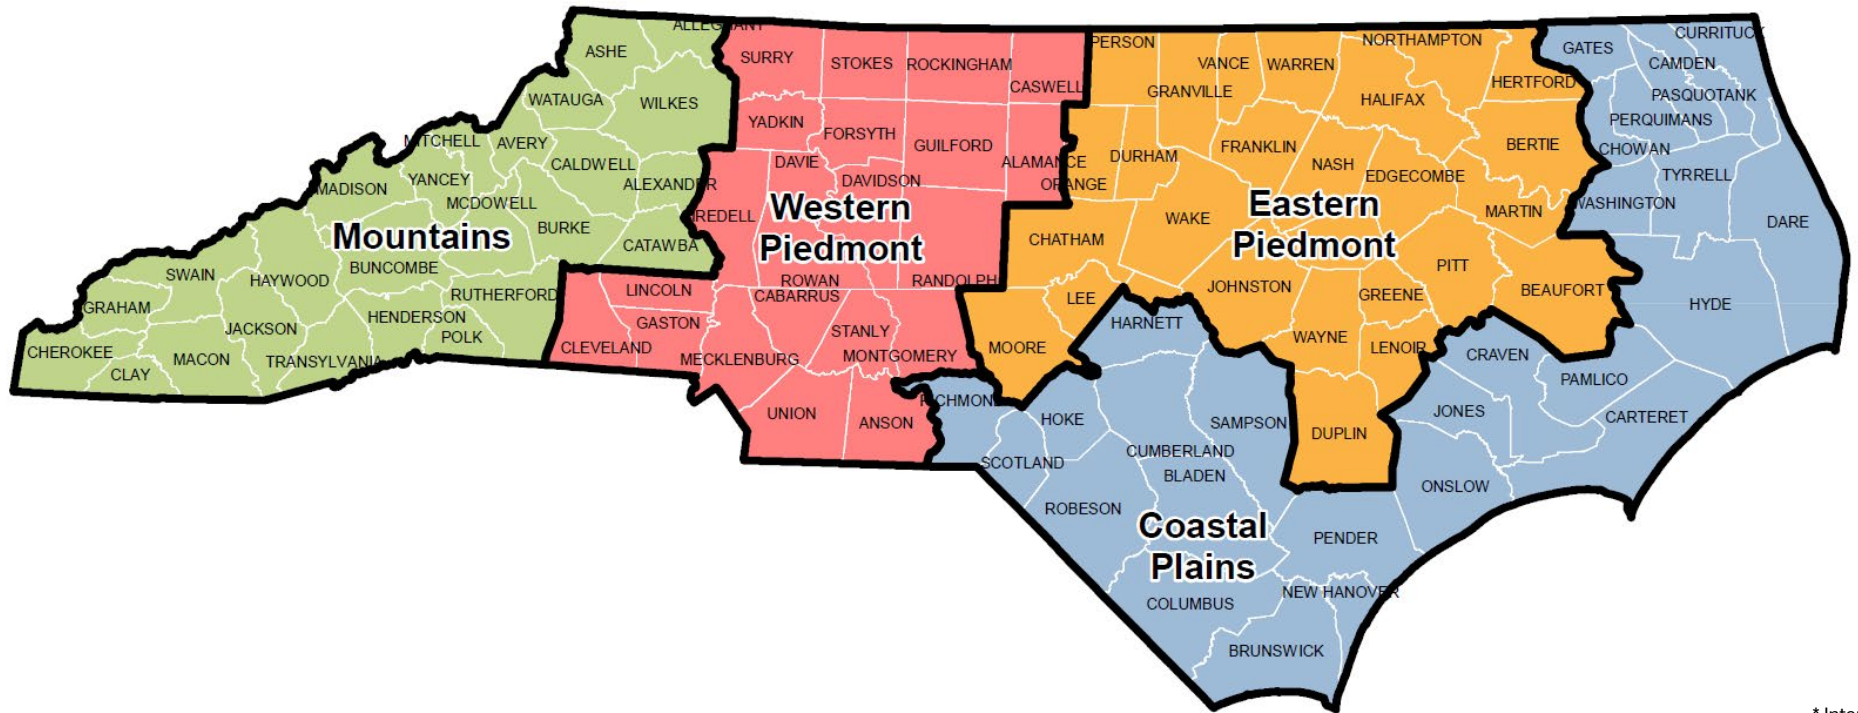 ALLEGHANY
ASHE
WATAUGA
WILKES
MITCHELL
AVERY
CALDWELL
ALEXANDER
MADISON
YANCEY
MCDOWELL
BURKE
CATAWBA
Mountains
SWAIN
HAYWOOD
BUNCOMBE
RUTHERFORD
GRAHAM
HENDERSON
POLK
JACKSON
CHEROKEE
MACON
TRANSYLVANIA
CLAY
SURRY
STOKES
ROCKINGHAM
CASWELL
YADKIN
FORSYTH
GUILFORD
ALAMANCE
DAVIE
DAVIDSON
IREDELL
Western
Piedmont
ROWAN
RANDOLPH
LINCOLN
CABARRUS
GASTON
STANLY
CLEVELAND
MECKLENBURG
MONTGOMERY
UNION
ANSON
PERSON
NORTHAMPTON
VANCE
WARREN
GRANVILLE
HERTFORD
HALIFAX
DURHAM
FRANKLIN
BERTIE
NASH
ORANGE
EDGECOMBE
Eastern
Piedmont
WAKE
MARTIN
CHATHAM
PITT
LEE
JOHNSTON
GREENE
BEAUFORT
MOORE
WAYNE
LENOIR
DUPLIN
GATES
CURRITUCK
CAMDEN
PASQUOTANK
PERQUIMANS
CHOWAN
TYRRELL
WASHINGTON
DARE
HYDE
HARNETT
CRAVEN
PAMLICO
RICHMOND
HOKE
SAMPSON
JONES
CARTERET
SCOTLAND
CUMBERLAND
BLADEN
ONSLOW
ROBESON
Coastal
Plains
PENDER
COLUMBUS
NEW HANOVER
BRUNSWICK